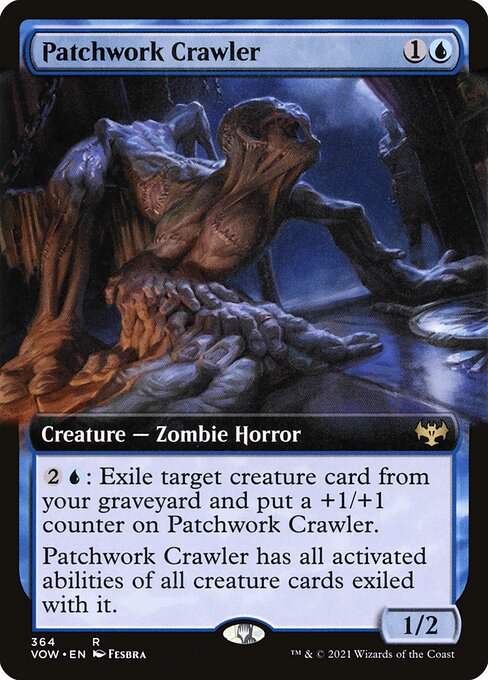 Patchwork Crawler 1
Creature — Zombie Horror
2: Exile target creature card from
your graveyard and put a +1/+1
counter on Patchwork Crawler.
Patchwork Crawler has all activated
abilities of all creature cards exiled
with it.
1/2
364 R
VOW • EN Fesbra
™ & © 2021 Wizards of the Coast